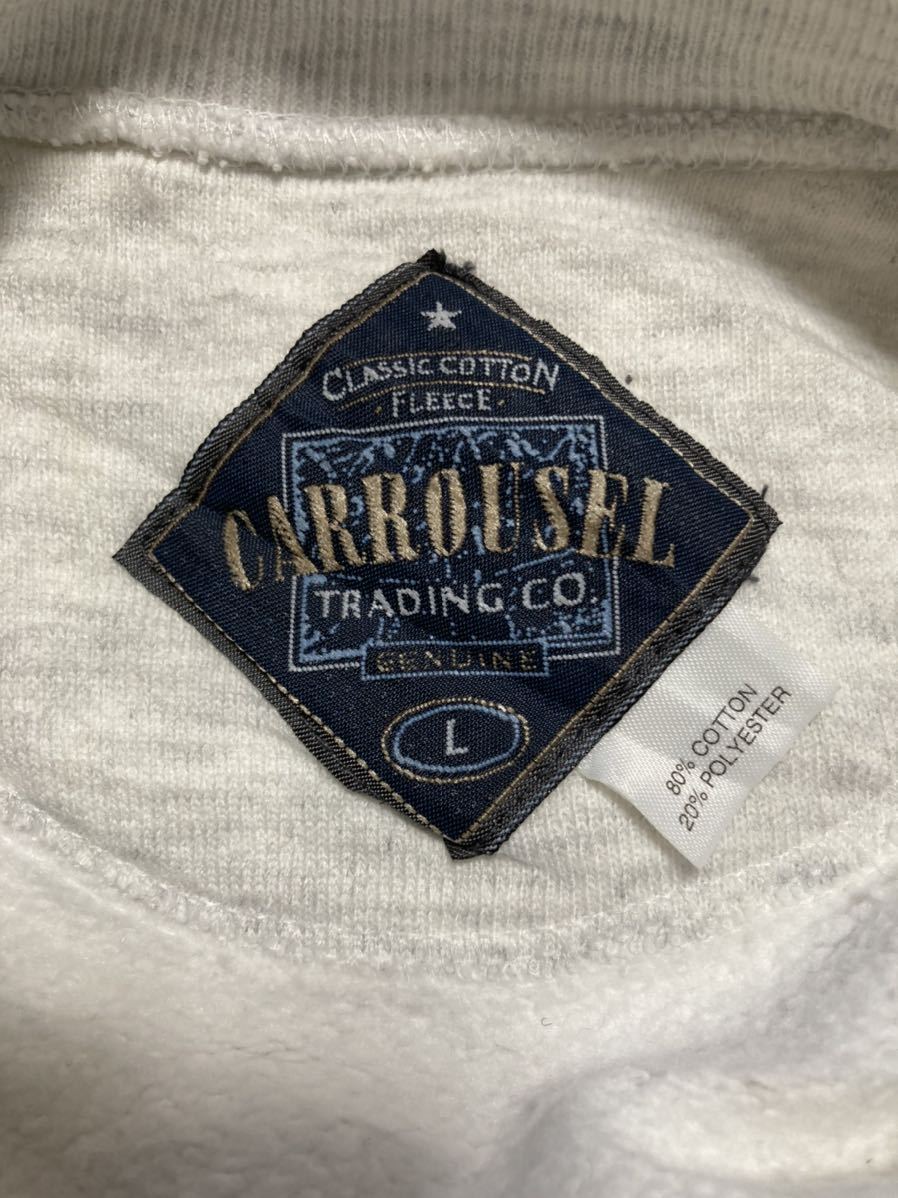 CLASSIC COTTON
·FLEECE·
CARROUSEL
TRADING CO.
GENUINE
L
80% COTTON
20% POLYESTER